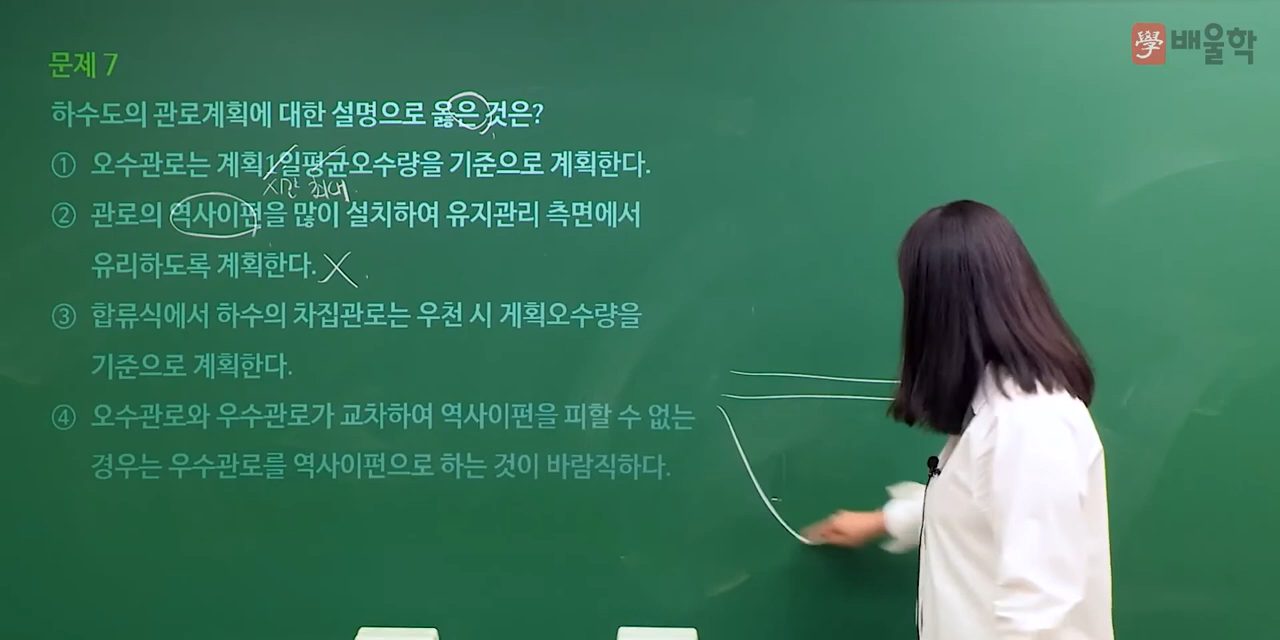 學 배울학
문제 7
하수도의 관로계획에 대한 설명으로 옳은 것은?
① 오수관로는 계획1일평균오수량을 기준으로 계획한다.
시간 최대
② 관로의 역사이펀을 많이 설치하여 유지관리 측면에서
유리하도록 계획한다. X
③ 합류식에서 하수의 차집관로는 우천 시 계획오수량을
기준으로 계획한다.
④ 오수관로와 우수관로가 교차하여 역사이펀을 피할 수 없는
경우는 우수관로를 역사이펀으로 하는 것이 바람직하다.